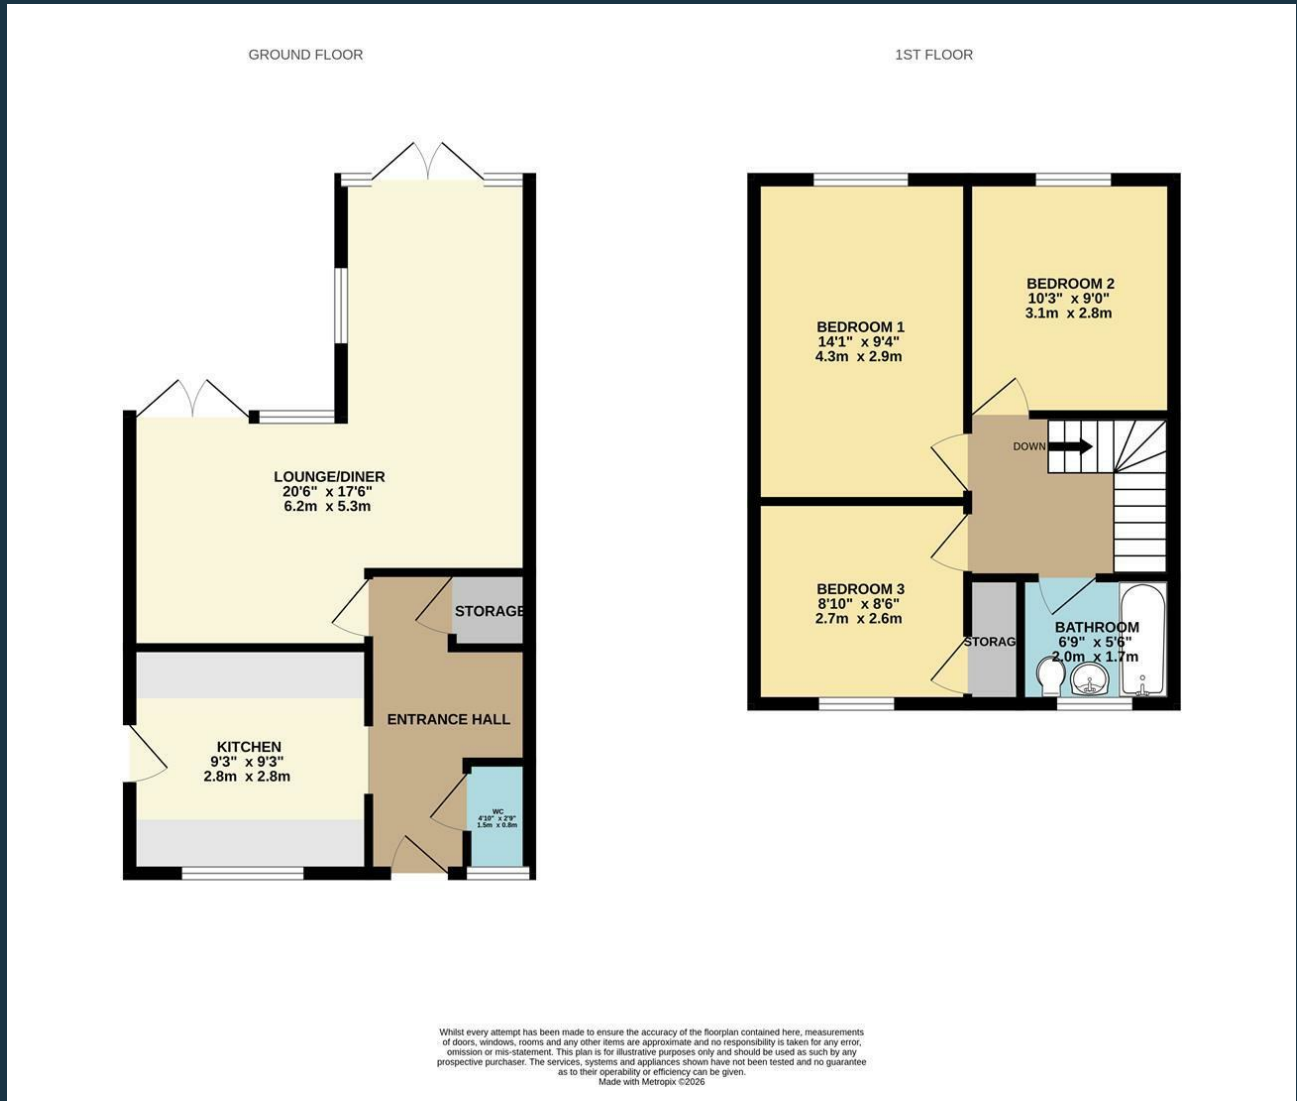 GROUND FLOOR
1ST FLOOR
LOUNGE/DINER
20'6" x 17'6"
6.2m x 5.3m
STORAGE
ENTRANCE HALL
KITCHEN
9'3" x 9'3"
2.8m x 2.8m
WC
4'10" x 2'9"
1.5m x 0.8m
BEDROOM 1
14'1" x 9'4"
4.3m x 2.9m
BEDROOM 2
10'3" x 9'0"
3.1m x 2.8m
DOWN
BEDROOM 3
8'10" x 8'6"
2.7m x 2.6m
STORAG
BATHROOM
6'9" x 5'6"
2.0m x 1.7m
Whilst every attempt has been made to ensure the accuracy of the floorplan contained here, measurements
of doors, windows, rooms and any other items are approximate and no responsibility is taken for any error,
omission or mis-statement. This plan is for illustrative purposes only and should be used as such by any
prospective purchaser. The services, systems and appliances shown have not been tested and no guarantee
as to their operability or efficiency can be given.
Made with Metropix ©2026